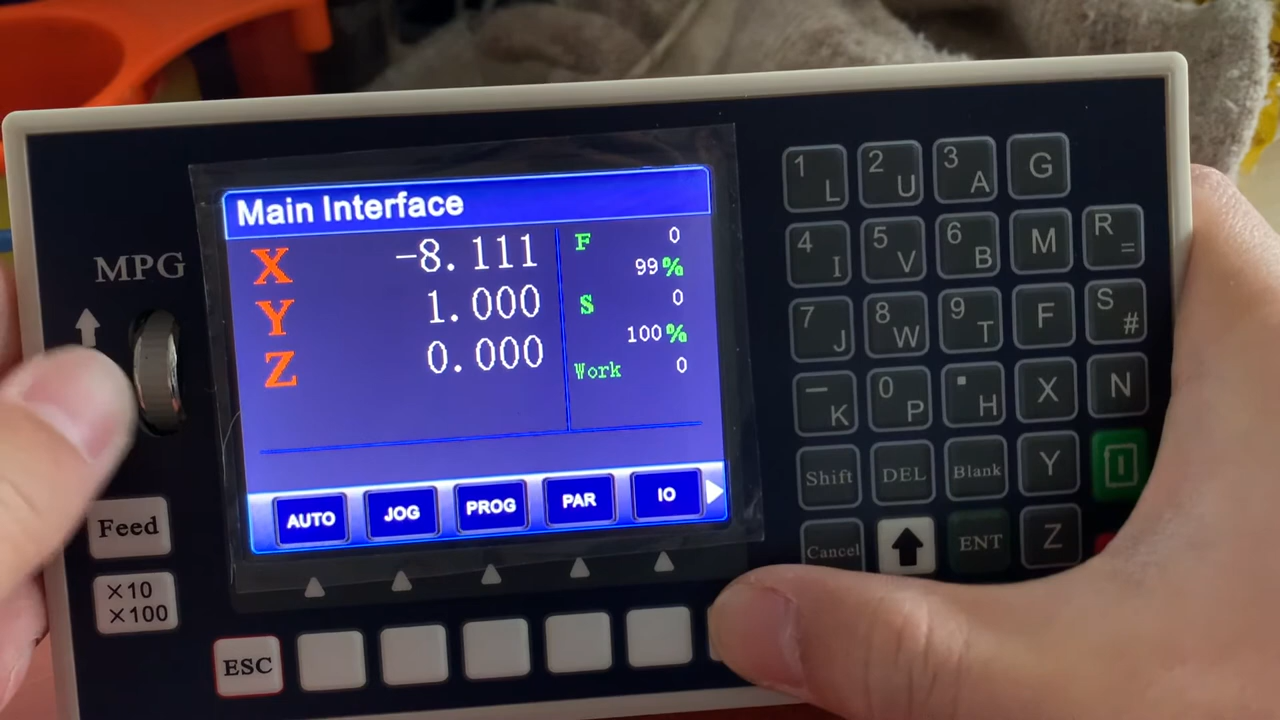 Main Interface
X -8.111
Y 1.000
Z 0.000
F 0
99%
S 0
100%
Work 0
AUTO JOG PROG PAR IO
MPG
Feed
×10
×100
ESC
1 L 2 U 3 A G
4 I 5 V 6 B M R =
7 J 8 W 9 T F S #
- K 0 P . H X N
Shift DEL Blank Y I
Cancel ENT Z